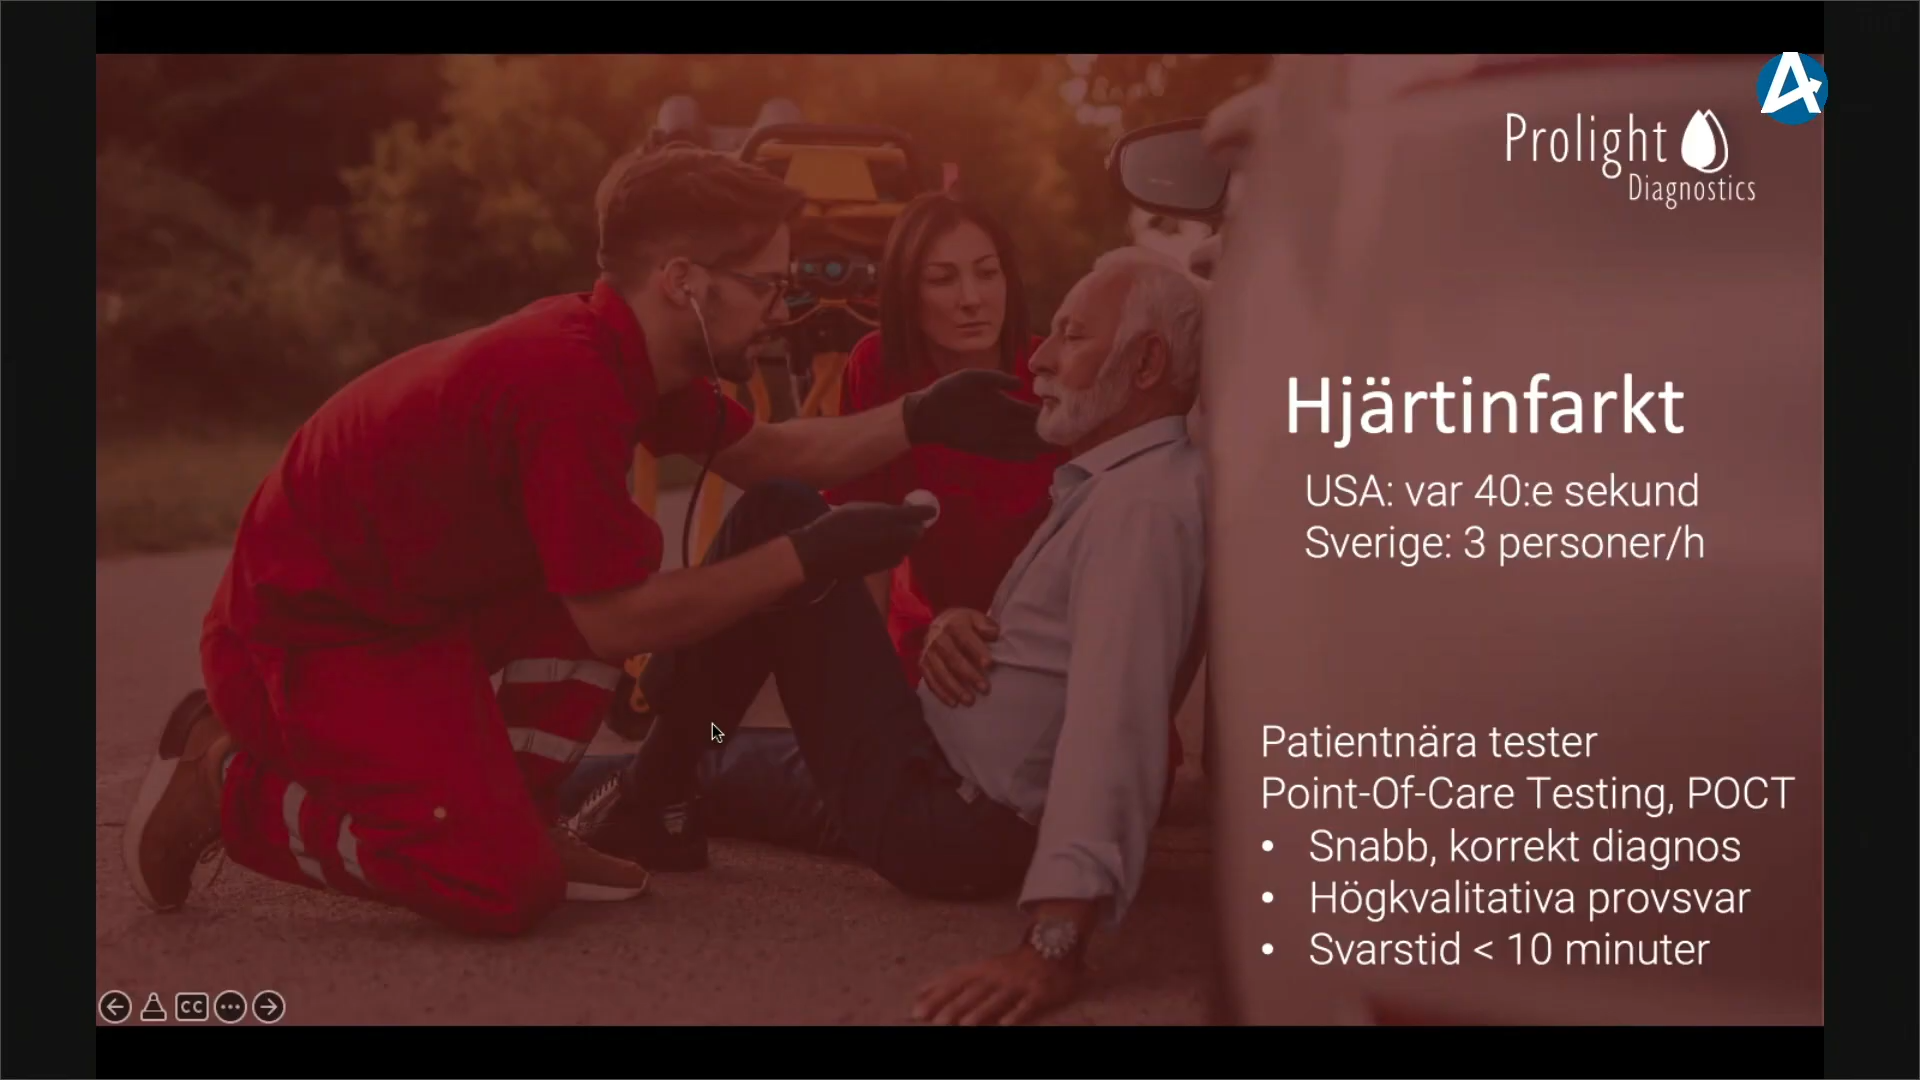 Prolight
Diagnostics
Hjärtinfarkt
USA: var 40:e sekund
Sverige: 3 personer/h
Patientnära tester
Point-Of-Care Testing, POCT
• Snabb, korrekt diagnos
• Högkvalitativa provsvar
• Svarstid < 10 minuter
CC